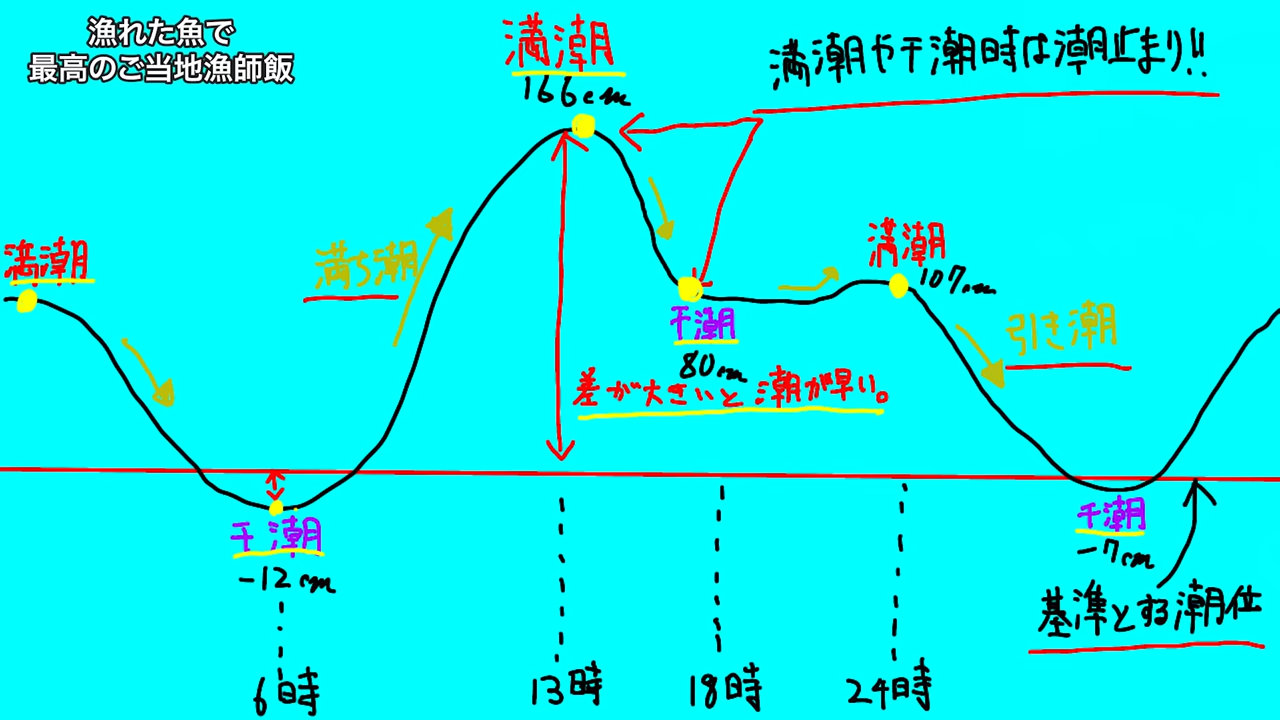 漁れた魚で
最高のご当地漁師飯
満潮
166cm
満潮や干潮時は潮止まり!!
満潮
満ち潮
満潮
107cm
干潮
80cm
引き潮
差が大きいと潮が早い。
干潮
-12cm
干潮
-7cm
基準とする潮位
6時
13時
18時
24時